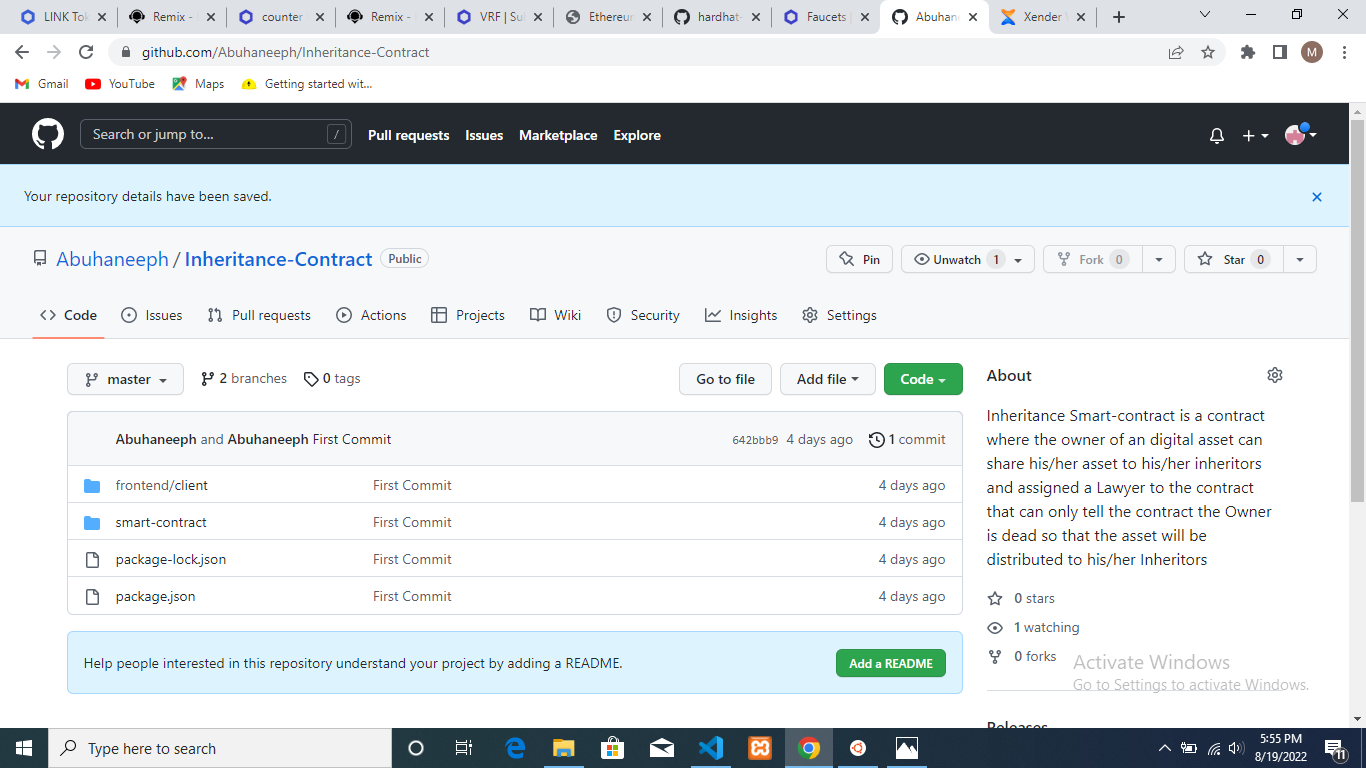 LINK Tok
Remix -
counter
Remix -
VRF | Sul
Ethereur
hardhat-
Faucets |
Abuhane
Xender
github.com/Abuhaneeph/Inheritance-Contract
M
Gmail
YouTube
Maps
Getting started wit...
Search or jump to...
/
Pull requests
Issues
Marketplace
Explore
Your repository details have been saved.
Abuhaneeph / Inheritance-Contract
Public
Pin
Unwatch 1
Fork 0
Star 0
Code
Issues
Pull requests
Actions
Projects
Wiki
Security
Insights
Settings
master
2 branches
0 tags
Go to file
Add file
Code
Abuhaneeph and Abuhaneeph First Commit
642bbb9 4 days ago
1 commit
frontend/client
First Commit
4 days ago
smart-contract
First Commit
4 days ago
package-lock.json
First Commit
4 days ago
package.json
First Commit
4 days ago
Help people interested in this repository understand your project by adding a README.
Add a README
About
Inheritance Smart-contract is a contract
where the owner of an digital asset can
share his/her asset to his/her inheritors
and assigned a Lawyer to the contract
that can only tell the contract the Owner
is dead so that the asset will be
distributed to his/her Inheritors
0 stars
1 watching
0 forks
Activate Windows
Go to Settings to activate Windows.
Releases
Type here to search
5:55 PM
8/19/2022
11